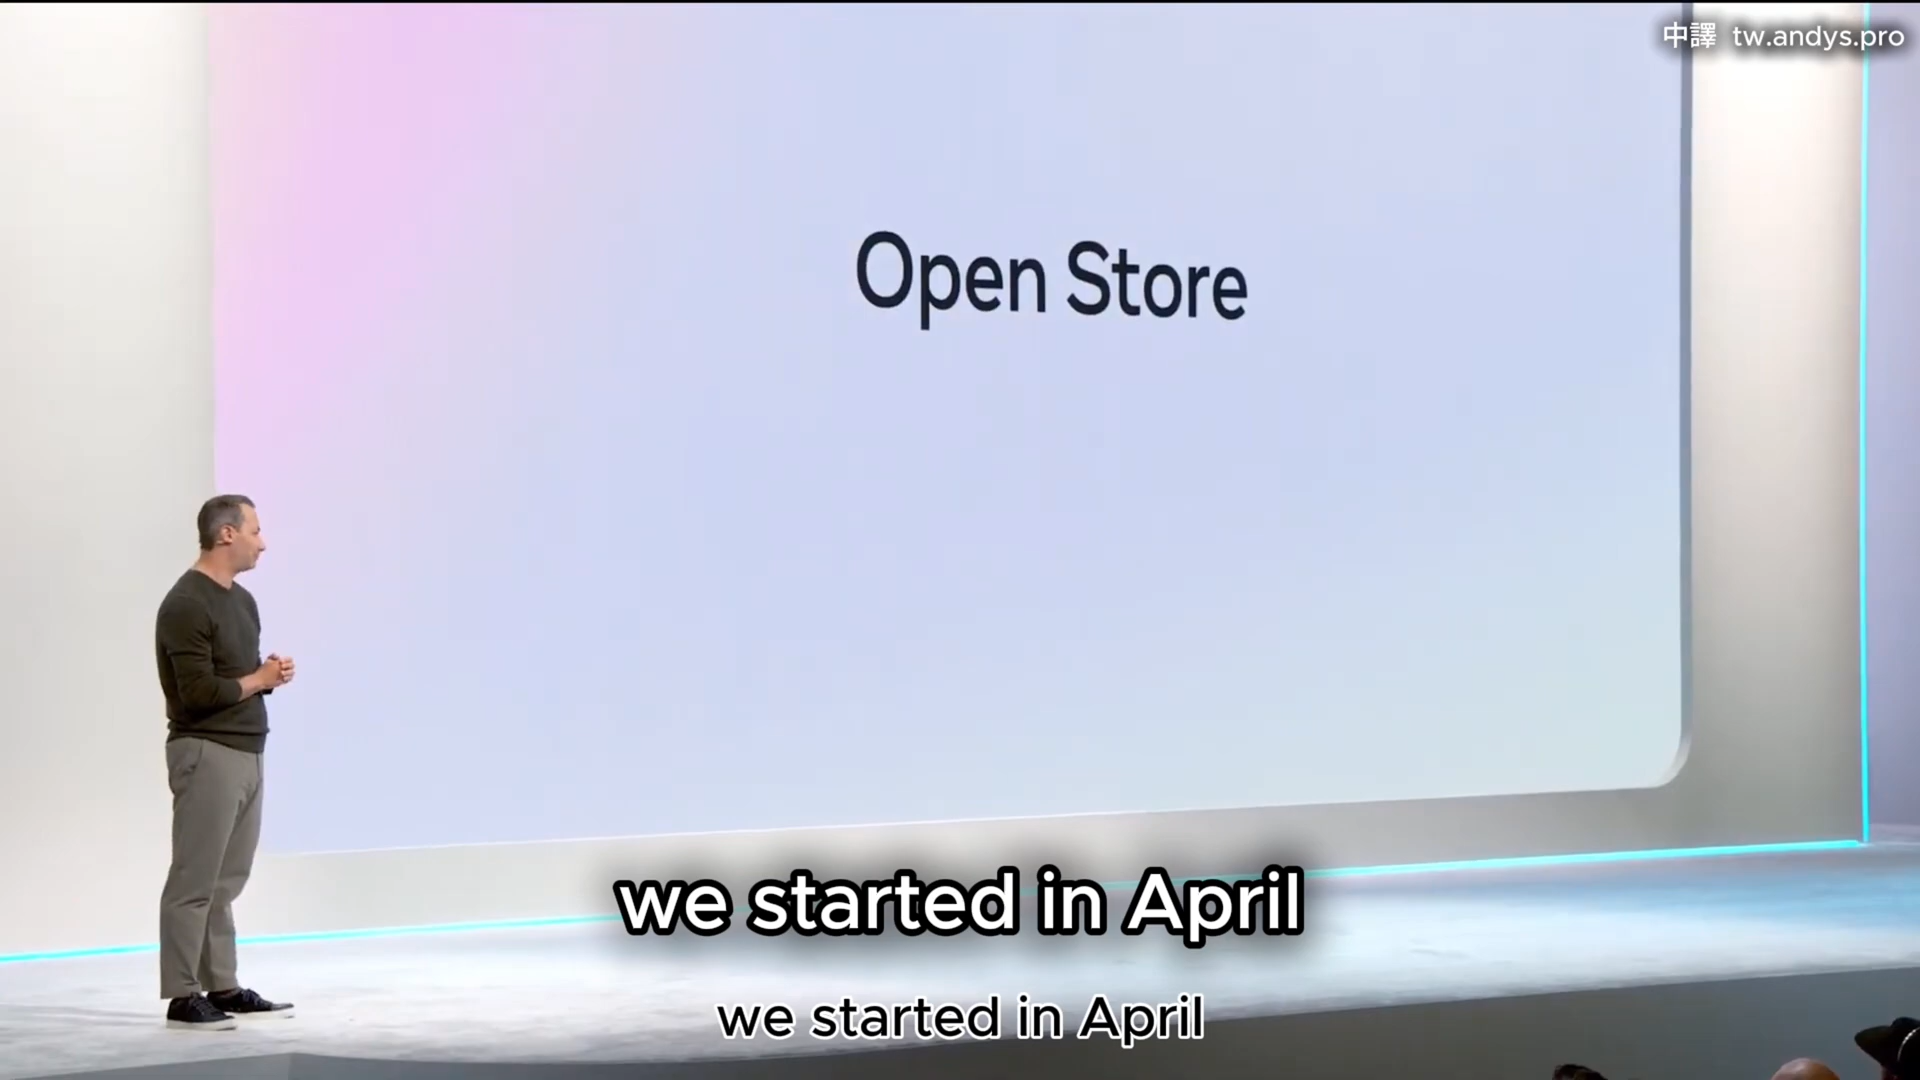 中譯 tw.andys.pro
Open Store
we started in April
we started in April